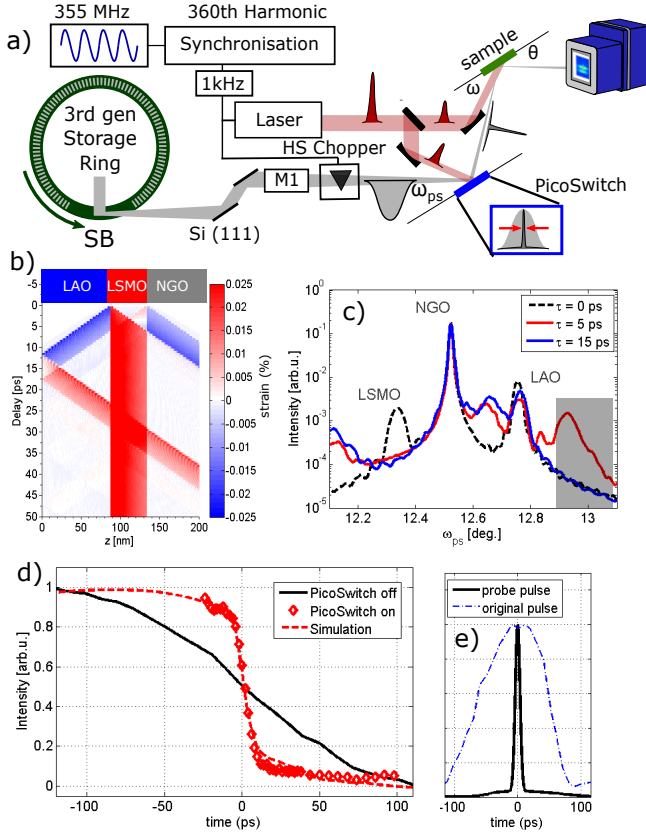 a)
355 MHz
360th Harmonic
Synchronisation
1kHz
Laser
HS Chopper
3rd gen
Storage
Ring
SB
Si (111)
M1
ω_ps
ω
sample
θ
PicoSwitch
b)
LAO LSMO NGO
Delay [ps]
0
5
10
15
20
25
30
35
40
45
50
0 50 100 150 200
z [nm]
0.025
0.020
0.015
0.010
0.005
0
-0.005
-0.010
-0.015
-0.020
-0.025
strain (%)
c)
NGO
LSMO
LAO
τ = 0 ps
τ = 5 ps
τ = 15 ps
Intensity [arb.u.]
10^0
10^-1
10^-2
10^-3
10^-4
10^-5
12.2 12.4 12.6 12.8 13
ω_ps [deg.]
d)
PicoSwitch off
PicoSwitch on
Simulation
Intensity [arb.u.]
1
0.8
0.6
0.4
0.2
0
-100 -50 0 50 100
time (ps)
probe pulse
original pulse
e)
-100 0 100
time (ps)